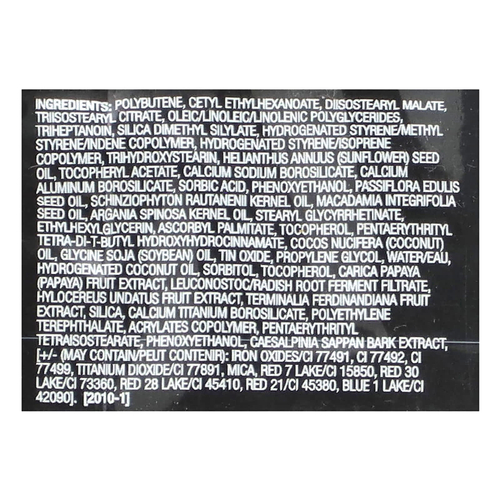 INGREDIENTS: POLYBUTENE, CETYL ETHYLHEXANOATE, DIISOSTEARYL MALATE,
TRIISOSTEARYL CITRATE, OLEIC/LINOLEIC/LINOLENIC POLYGLYCERIDES,
TRIHEPTANOIN, SILICA DIMETHYL SILYLATE, HYDROGENATED STYRENE/METHYL
STYRENE/INDENE COPOLYMER, HYDROGENATED STYRENE/ISOPRENE
COPOLYMER, TRIHYDROXYSTEARIN, HELIANTHUS ANNUUS (SUNFLOWER) SEED
OIL, TOCOPHERYL ACETATE, CALCIUM SODIUM BOROSILICATE, CALCIUM
ALUMINUM BOROSILICATE, SORBIC ACID, PHENOXYETHANOL, PASSIFLORA EDULIS
SEED OIL, SCHINZIOPHYTON RAUTANENII KERNEL OIL, MACADAMIA INTEGRIFOLIA
SEED OIL, ARGANIA SPINOSA KERNEL OIL, STEARYL GLYCYRRHETINATE,
ETHYLHEXYLGLYCERIN, ASCORBYL PALMITATE, TOCOPHEROL, PENTAERYTHRITYL
TETRA-DI-T-BUTYL HYDROXYHYDROCINNAMATE, COCOS NUCIFERA (COCONUT)
OIL, GLYCINE SOJA (SOYBEAN) OIL, TIN OXIDE, PROPYLENE GLYCOL, WATER/EAU,
HYDROGENATED COCONUT OIL, SORBITOL, TOCOPHEROL, CARICA PAPAYA
(PAPAYA) FRUIT EXTRACT, LEUCONOSTOC/RADISH ROOT FERMENT FILTRATE,
HYLOCEREUS UNDATUS FRUIT EXTRACT, TERMINALIA FERDINANDIANA FRUIT
EXTRACT, SILICA, CALCIUM TITANIUM BOROSILICATE, POLYETHYLENE
TEREPHTHALATE, ACRYLATES COPOLYMER, PENTAERYTHRITYL
TETRAISOSTEARATE, PHENOXYETHANOL, CAESALPINIA SAPPAN BARK EXTRACT,
[+/- (MAY CONTAIN/PEUT CONTENIR): IRON OXIDES/CI 77491, CI 77492, CI
77499, TITANIUM DIOXIDE/CI 77891, MICA, RED 7 LAKE/CI 15850, RED 30
LAKE/CI 73360, RED 28 LAKE/CI 45410, RED 21/CI 45380, BLUE 1 LAKE/CI
42090]. [2010-1]